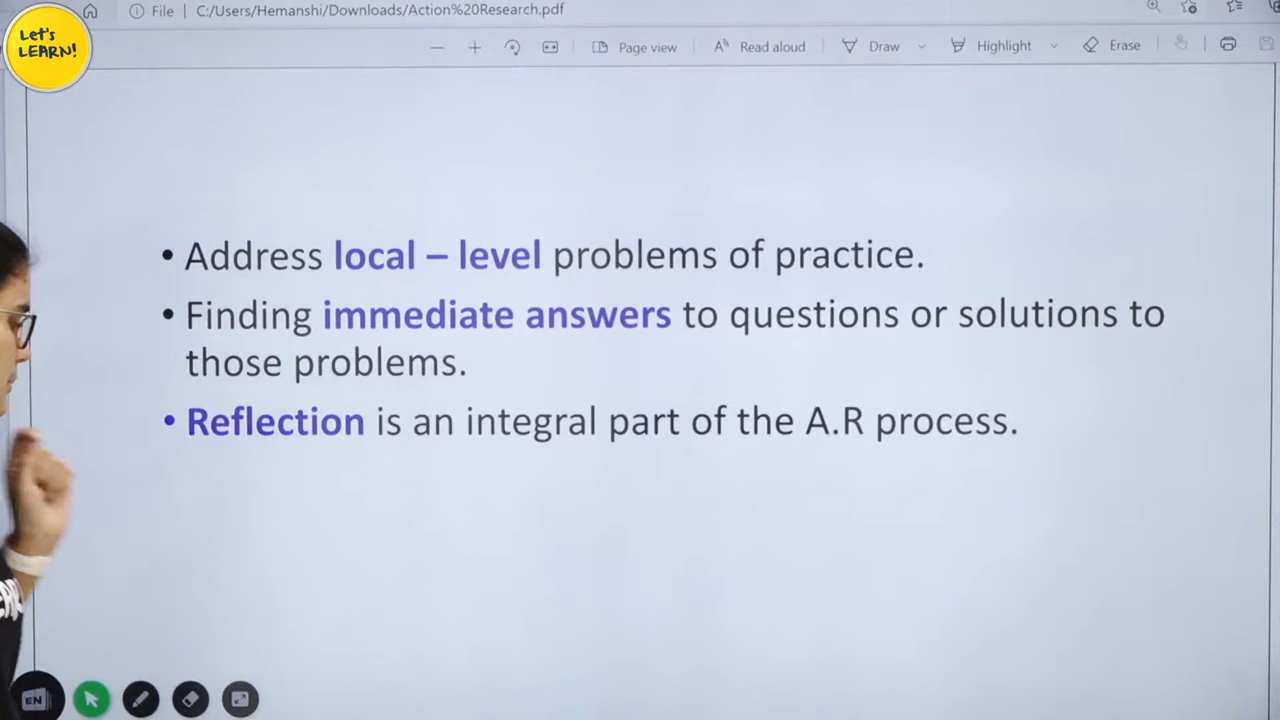 Let's
LEARN!
File | C:/Users/Hemanshi/Downloads/Action%20Research.pdf
Page view
Read aloud
Draw
Highlight
Erase
• Address local – level problems of practice.
• Finding immediate answers to questions or solutions to
those problems.
• Reflection is an integral part of the A.R process.
EN